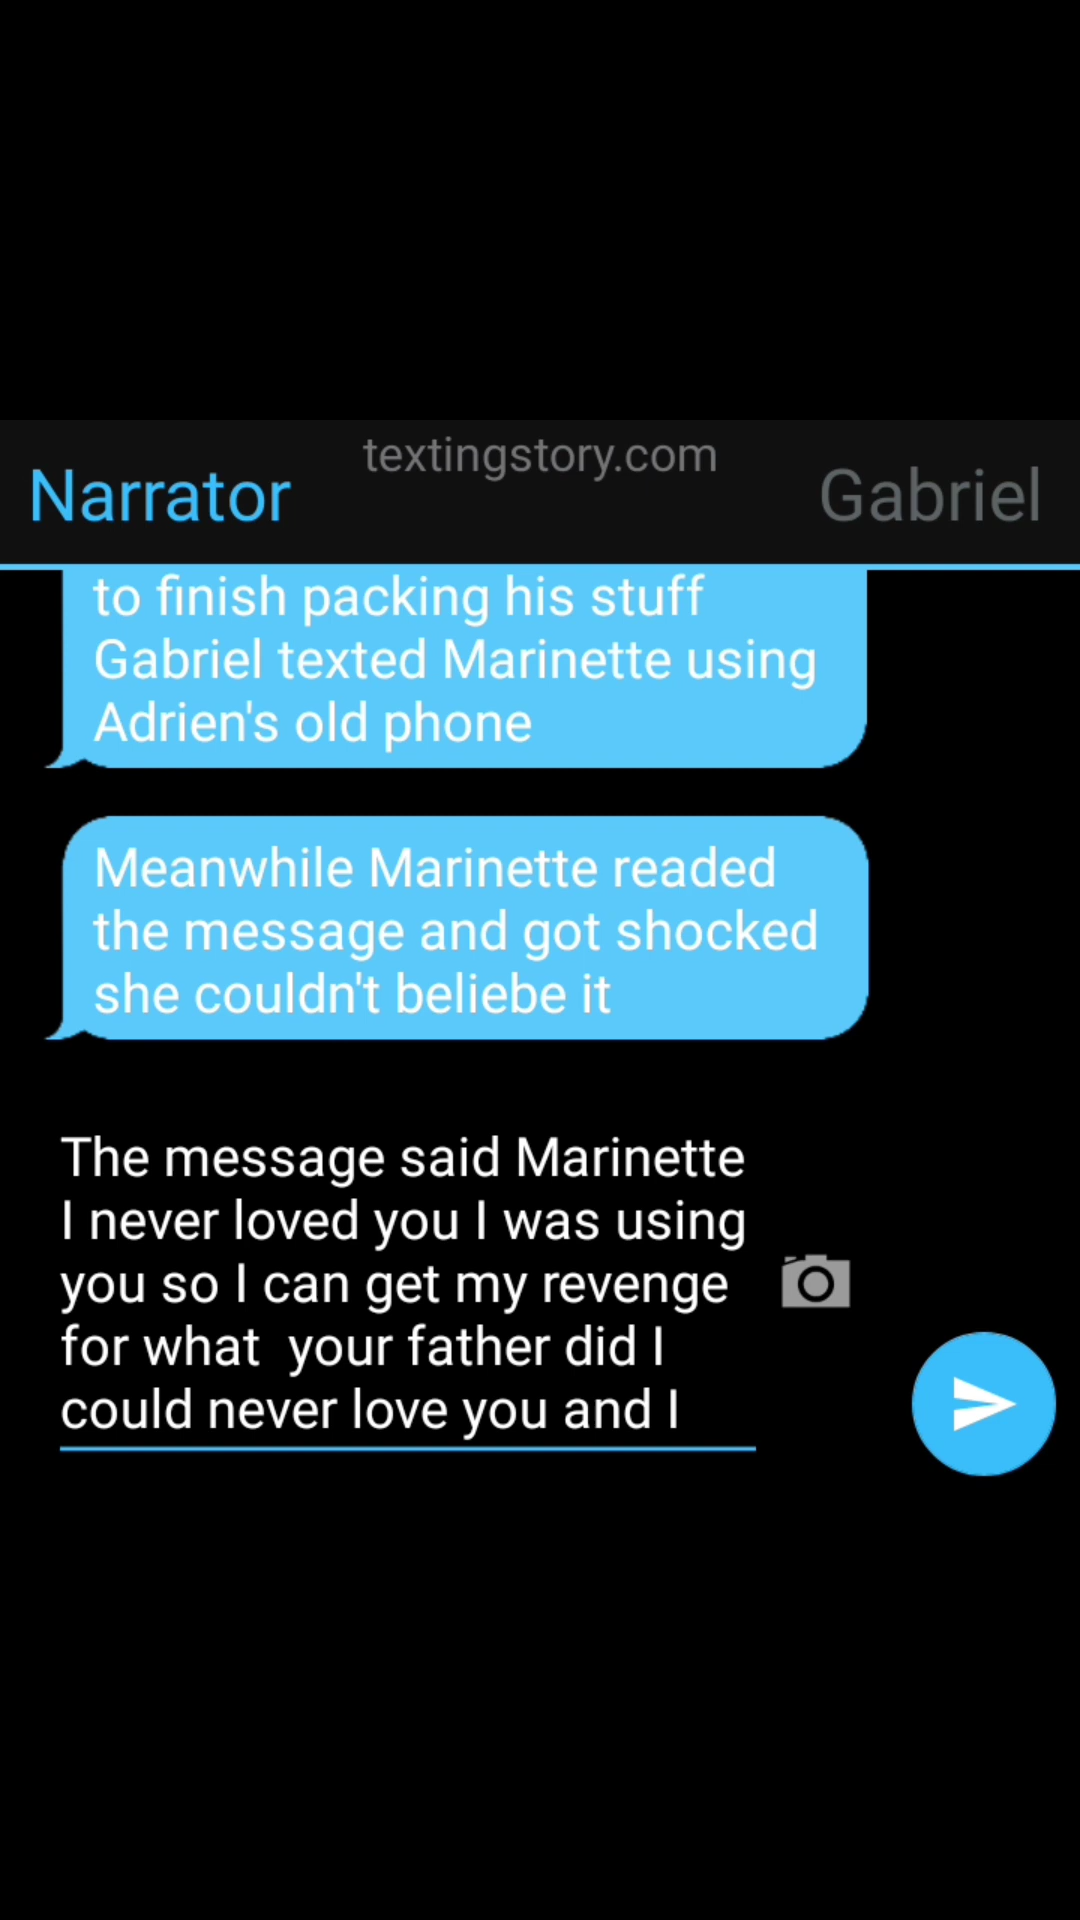 textingstory.com
Narrator
Gabriel
to finish packing his stuff
Gabriel texted Marinette using
Adrien's old phone
Meanwhile Marinette readed
the message and got shocked
she couldn't beliebe it
The message said Marinette
I never loved you I was using
you so I can get my revenge
for what  your father did I
could never love you and I